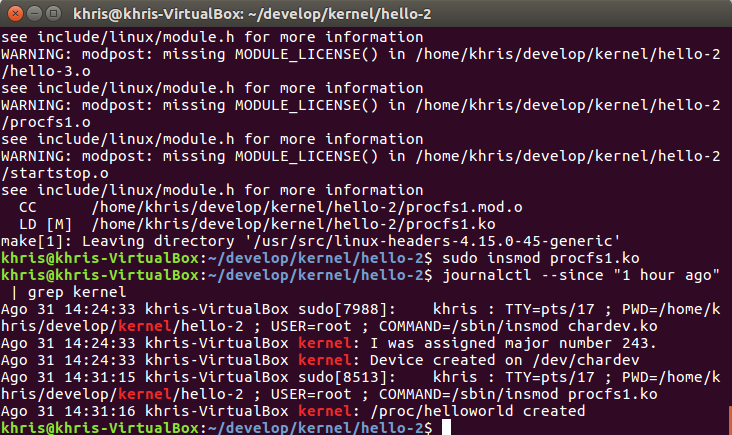 khris@khris-VirtualBox: ~/develop/kernel/hello-2
see include/linux/module.h for more information
WARNING: modpost: missing MODULE_LICENSE() in /home/khris/develop/kernel/hello-2
/hello-3.o
see include/linux/module.h for more information
WARNING: modpost: missing MODULE_LICENSE() in /home/khris/develop/kernel/hello-2
/procfs1.o
see include/linux/module.h for more information
WARNING: modpost: missing MODULE_LICENSE() in /home/khris/develop/kernel/hello-2
/startstop.o
see include/linux/module.h for more information
  CC      /home/khris/develop/kernel/hello-2/procfs1.mod.o
  LD [M]  /home/khris/develop/kernel/hello-2/procfs1.ko
make[1]: Leaving directory '/usr/src/linux-headers-4.15.0-45-generic'
khris@khris-VirtualBox:~/develop/kernel/hello-2$ sudo insmod procfs1.ko
khris@khris-VirtualBox:~/develop/kernel/hello-2$ journalctl --since "1 hour ago"
 | grep kernel
Ago 31 14:24:33 khris-VirtualBox sudo[7988]:    khris : TTY=pts/17 ; PWD=/home/k
hris/develop/kernel/hello-2 ; USER=root ; COMMAND=/sbin/insmod chardev.ko
Ago 31 14:24:33 khris-VirtualBox kernel: I was assigned major number 243.
Ago 31 14:24:33 khris-VirtualBox kernel: Device created on /dev/chardev
Ago 31 14:31:15 khris-VirtualBox sudo[8513]:    khris : TTY=pts/17 ; PWD=/home/k
hris/develop/kernel/hello-2 ; USER=root ; COMMAND=/sbin/insmod procfs1.ko
Ago 31 14:31:16 khris-VirtualBox kernel: /proc/helloworld created
khris@khris-VirtualBox:~/develop/kernel/hello-2$